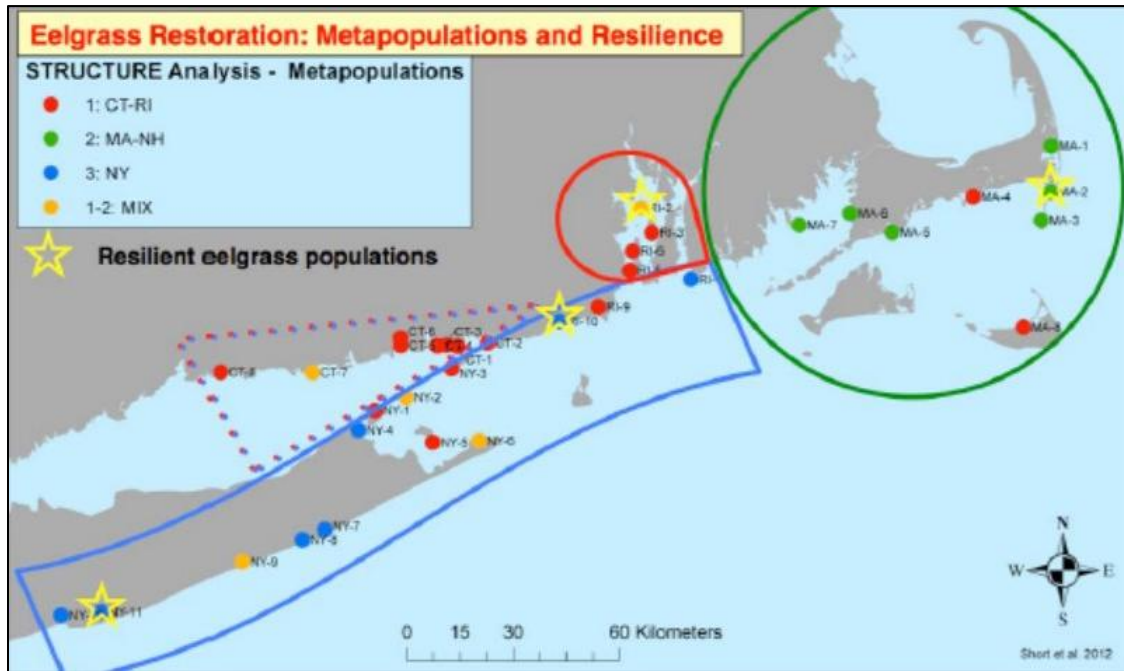 Eelgrass Restoration: Metapopulations and Resilience
STRUCTURE Analysis - Metapopulations
1: CT-RI
2: MA-NH
3: NY
1-2: MIX
Resilient eelgrass populations
MA-1
MA-2
MA-3
MA-4
MA-5
MA-6
MA-7
MA-8
RI-2
RI-3
RI-6
RI-9
CT-3
CT-2
CT-1
CT-7
CT-8
NY-3
NY-2
NY-1
NY-4
NY-5
NY-6
NY-7
NY-8
NY-9
N
W
E
S
0 15 30 60 Kilometers
Short et al. 2012